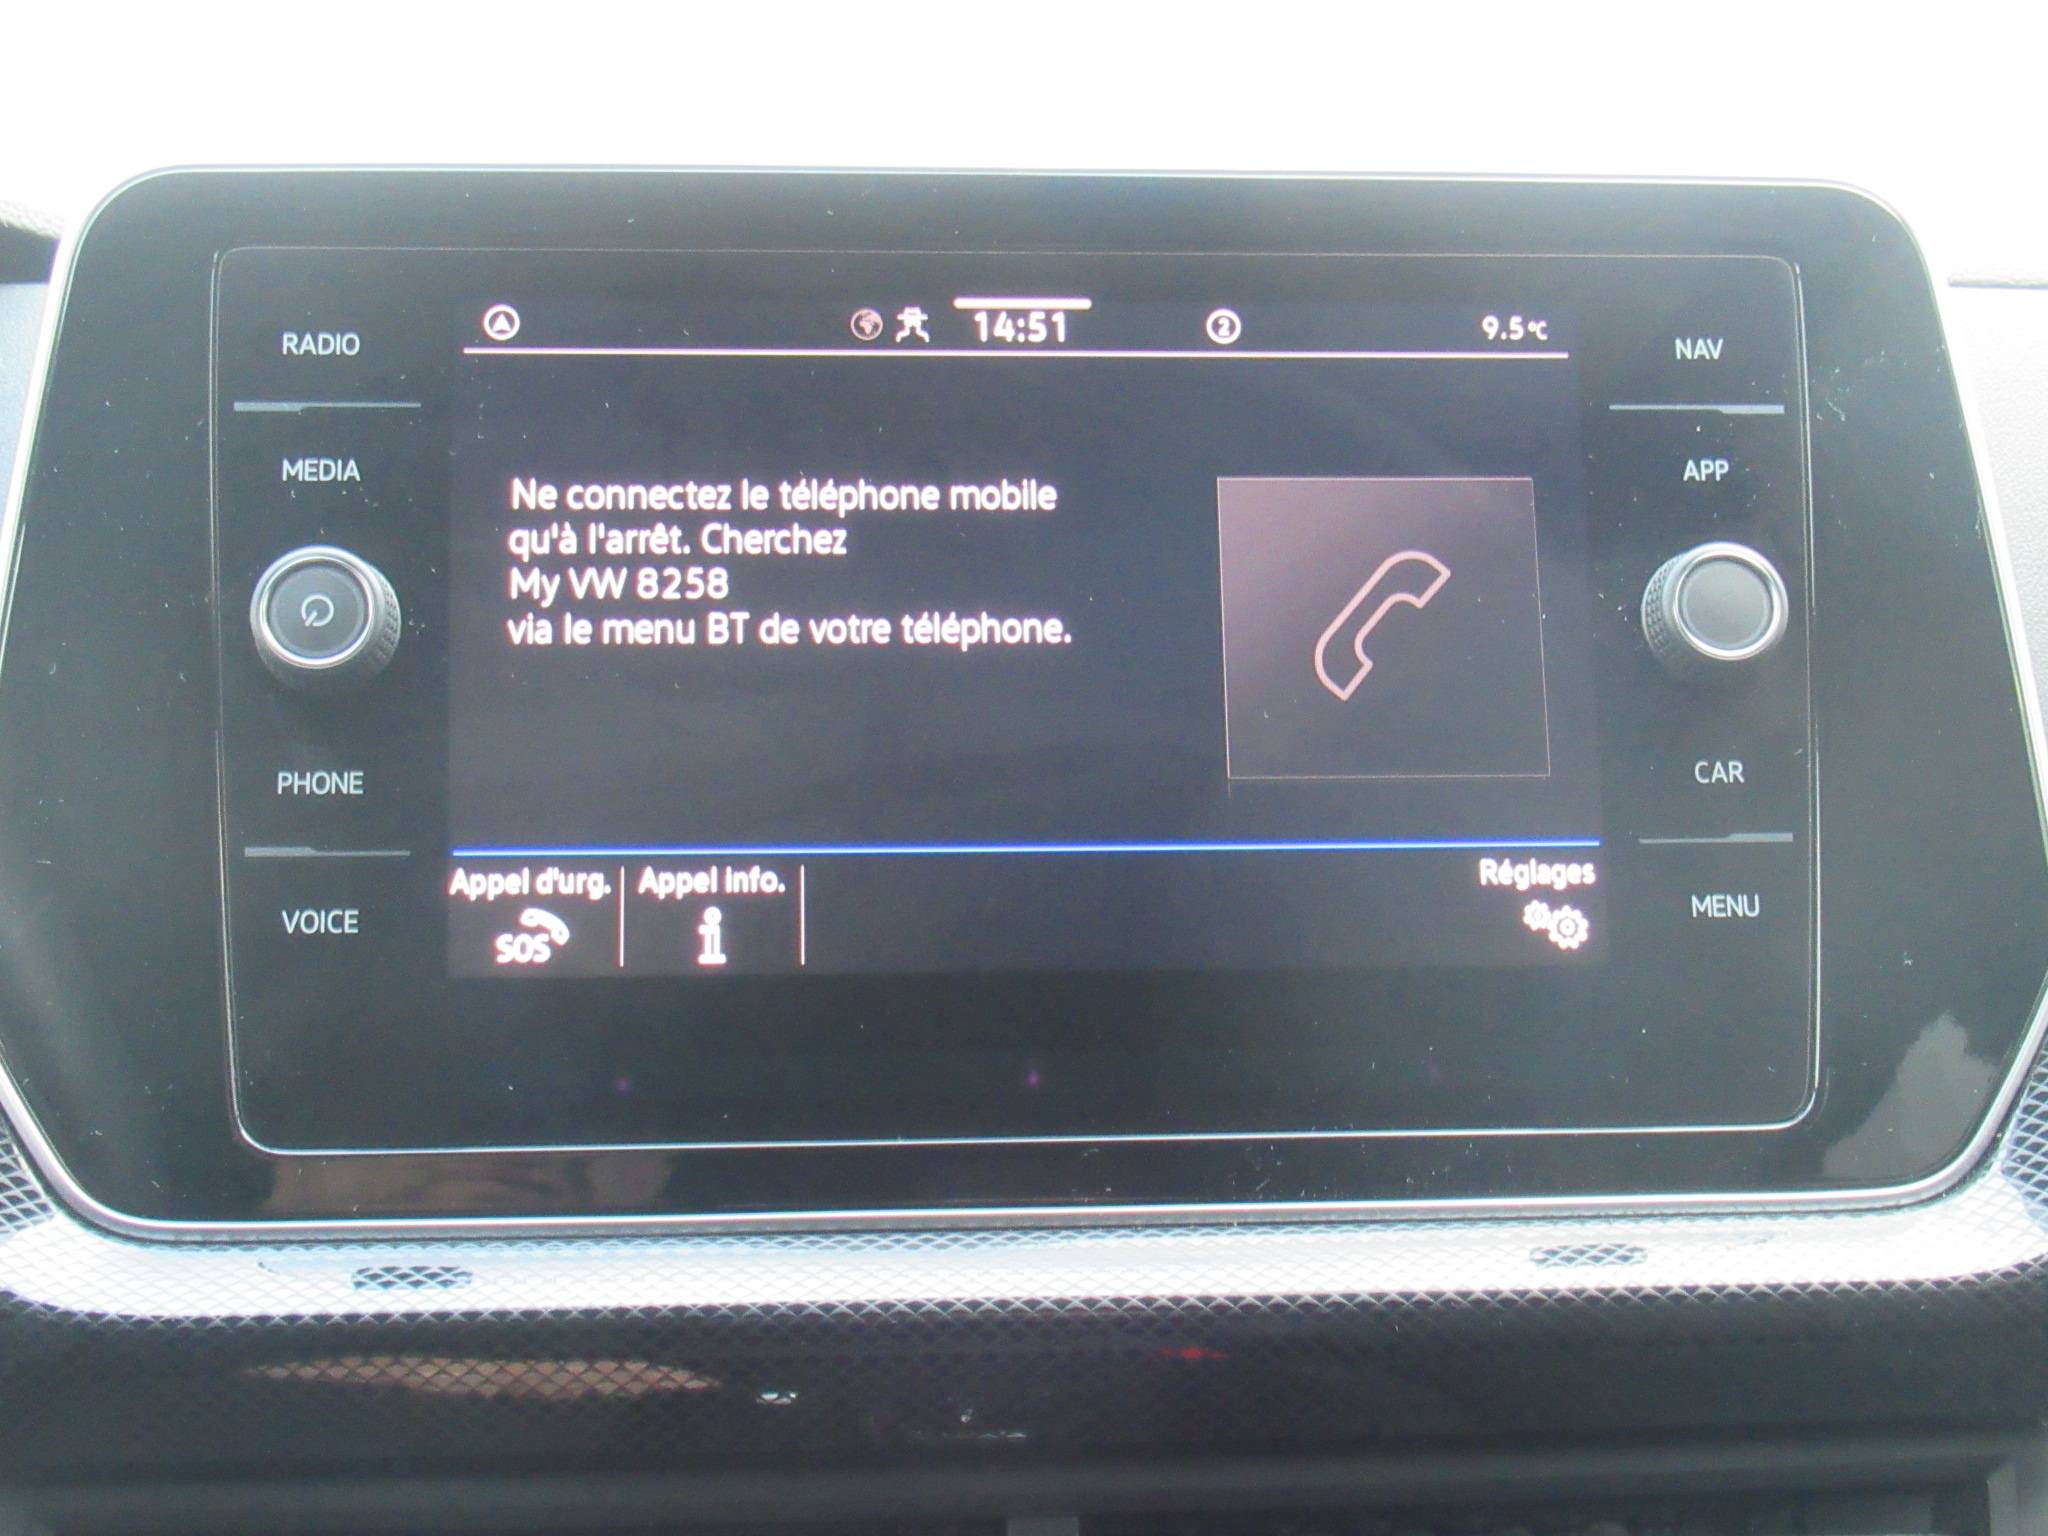 RADIO
MEDIA
PHONE
VOICE
14:51
2
9.5°C
Ne connectez le téléphone mobile
qu'à l'arrêt. Cherchez
My VW 8258
via le menu BT de votre téléphone.
Appel d'urg.
SOS
Appel info.
i
Réglages
NAV
APP
CAR
MENU